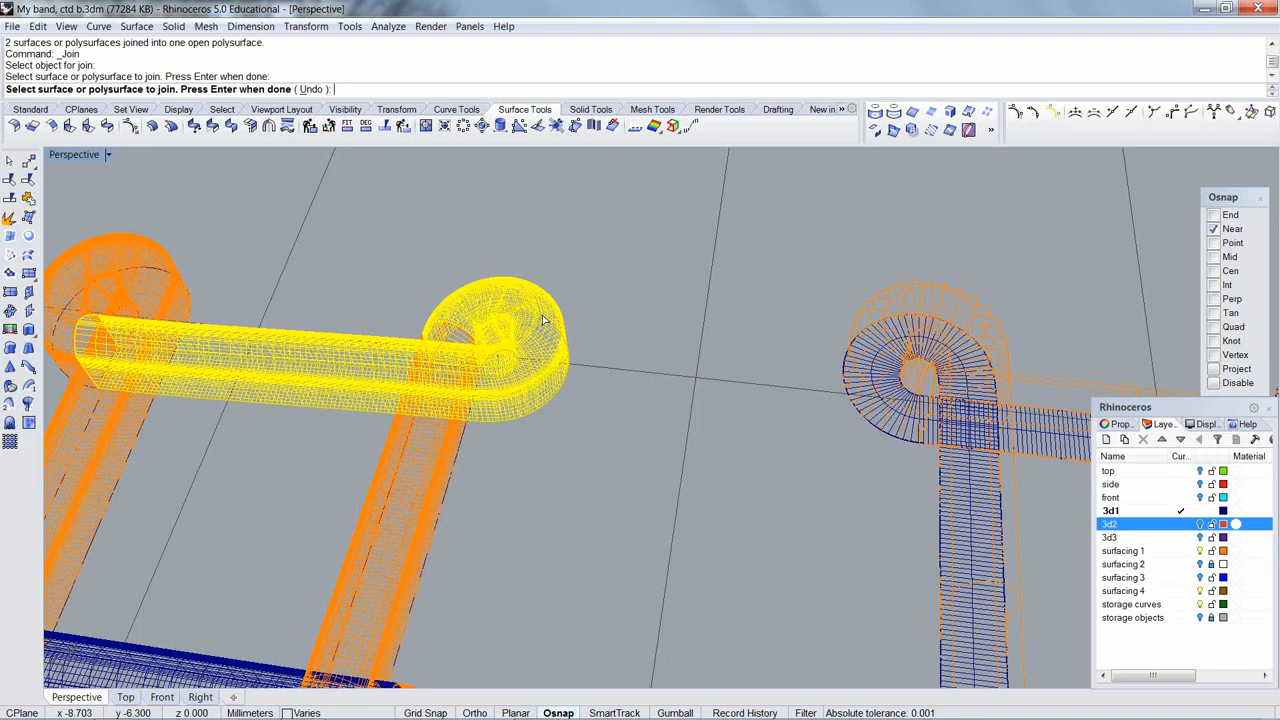 My band, ctd b.3dm (77284 KB) - Rhinoceros 5.0 Educational - [Perspective]
File Edit View Curve Surface Solid Mesh Dimension Transform Tools Analyze Render Panels Help
2 surfaces or polysurfaces joined into one open polysurface.
Command: _Join
Select object for join:
Select surface or polysurface to join. Press Enter when done:
Select surface or polysurface to join. Press Enter when done ( Undo ):
Standard CPlanes Set View Display Select Viewport Layout Visibility Transform Curve Tools Surface Tools Solid Tools Mesh Tools Render Tools Drafting New in
FIT DEG
Perspective
Osnap
End
Near
Point
Mid
Cen
Int
Perp
Tan
Quad
Knot
Vertex
Project
Disable
Rhinoceros
Prop... Laye... Displ... Help
Name Cur... Material
top
side
front
3d1
3d2
3d3
surfacing 1
surfacing 2
surfacing 3
surfacing 4
storage curves
storage objects
Perspective Top Front Right
CPlane x -8.703 y -6.300 z 0.000 Millimeters Varies Grid Snap Ortho Planar Osnap SmartTrack Gumball Record History Filter Absolute tolerance: 0.001